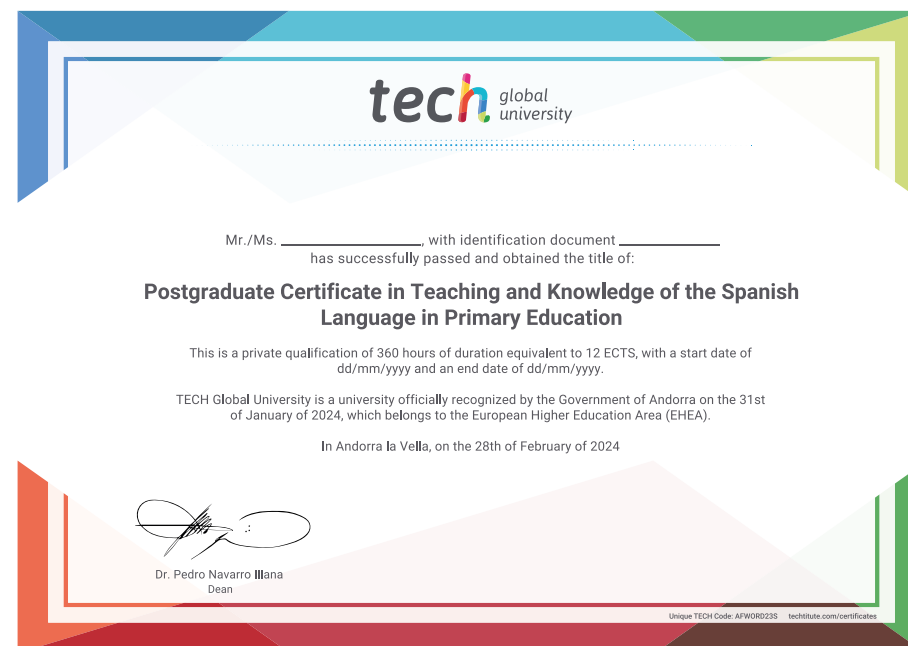 tech global university
Mr./Ms. ____________________, with identification document ______________
has successfully passed and obtained the title of:
Postgraduate Certificate in Teaching and Knowledge of the Spanish
Language in Primary Education
This is a private qualification of 360 hours of duration equivalent to 12 ECTS, with a start date of
dd/mm/yyyy and an end date of dd/mm/yyyy.
TECH Global University is a university officially recognized by the Government of Andorra on the 31st
of January of 2024, which belongs to the European Higher Education Area (EHEA).
In Andorra la Vella, on the 28th of February of 2024
Dr. Pedro Navarro Illana
Dean
Unique TECH Code: AFWORD23S techtitute.com/certificates